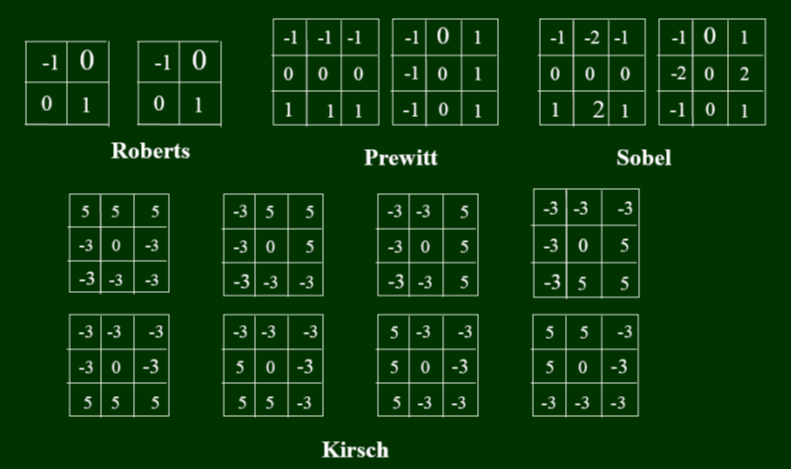 -1 0 -1 0 -1 -1 -1 -1 0 1 -1 -2 -1 -1 0 1
0 1 0 1 0 0 0 -1 0 1 0 0 0 -2 0 2
1 1 1 -1 0 1 1 2 1 -1 0 1
Roberts Prewitt Sobel
5 5 5 -3 5 5 -3 -3 5 -3 -3 -3
-3 0 -3 -3 0 5 -3 0 5 -3 0 5
-3 -3 -3 -3 -3 -3 -3 -3 5 -3 5 5
-3 -3 -3 -3 -3 -3 5 -3 -3 5 5 -3
-3 0 -3 5 0 -3 5 0 -3 5 0 -3
5 5 5 5 5 -3 5 -3 -3 -3 -3 -3
Kirsch